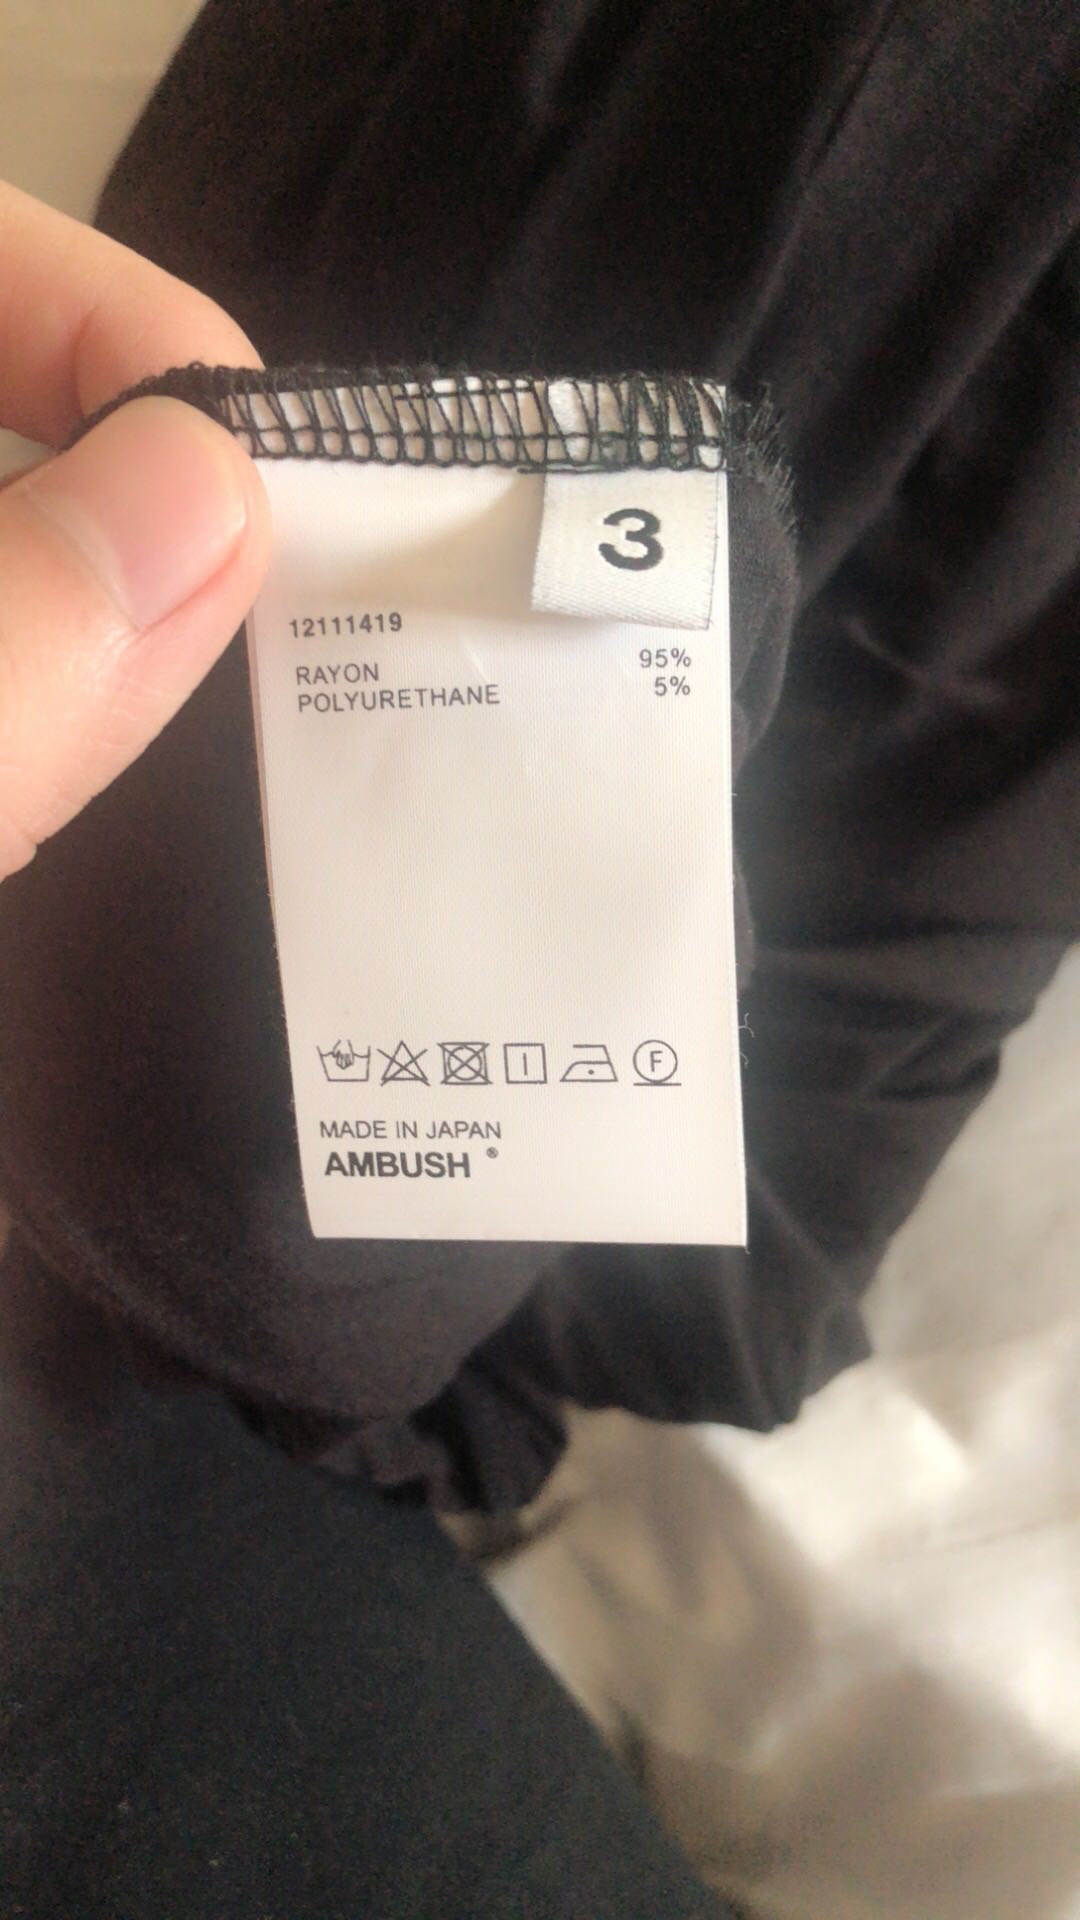 3
12111419
RAYON 95%
POLYURETHANE 5%
F
MADE IN JAPAN
AMBUSH ®